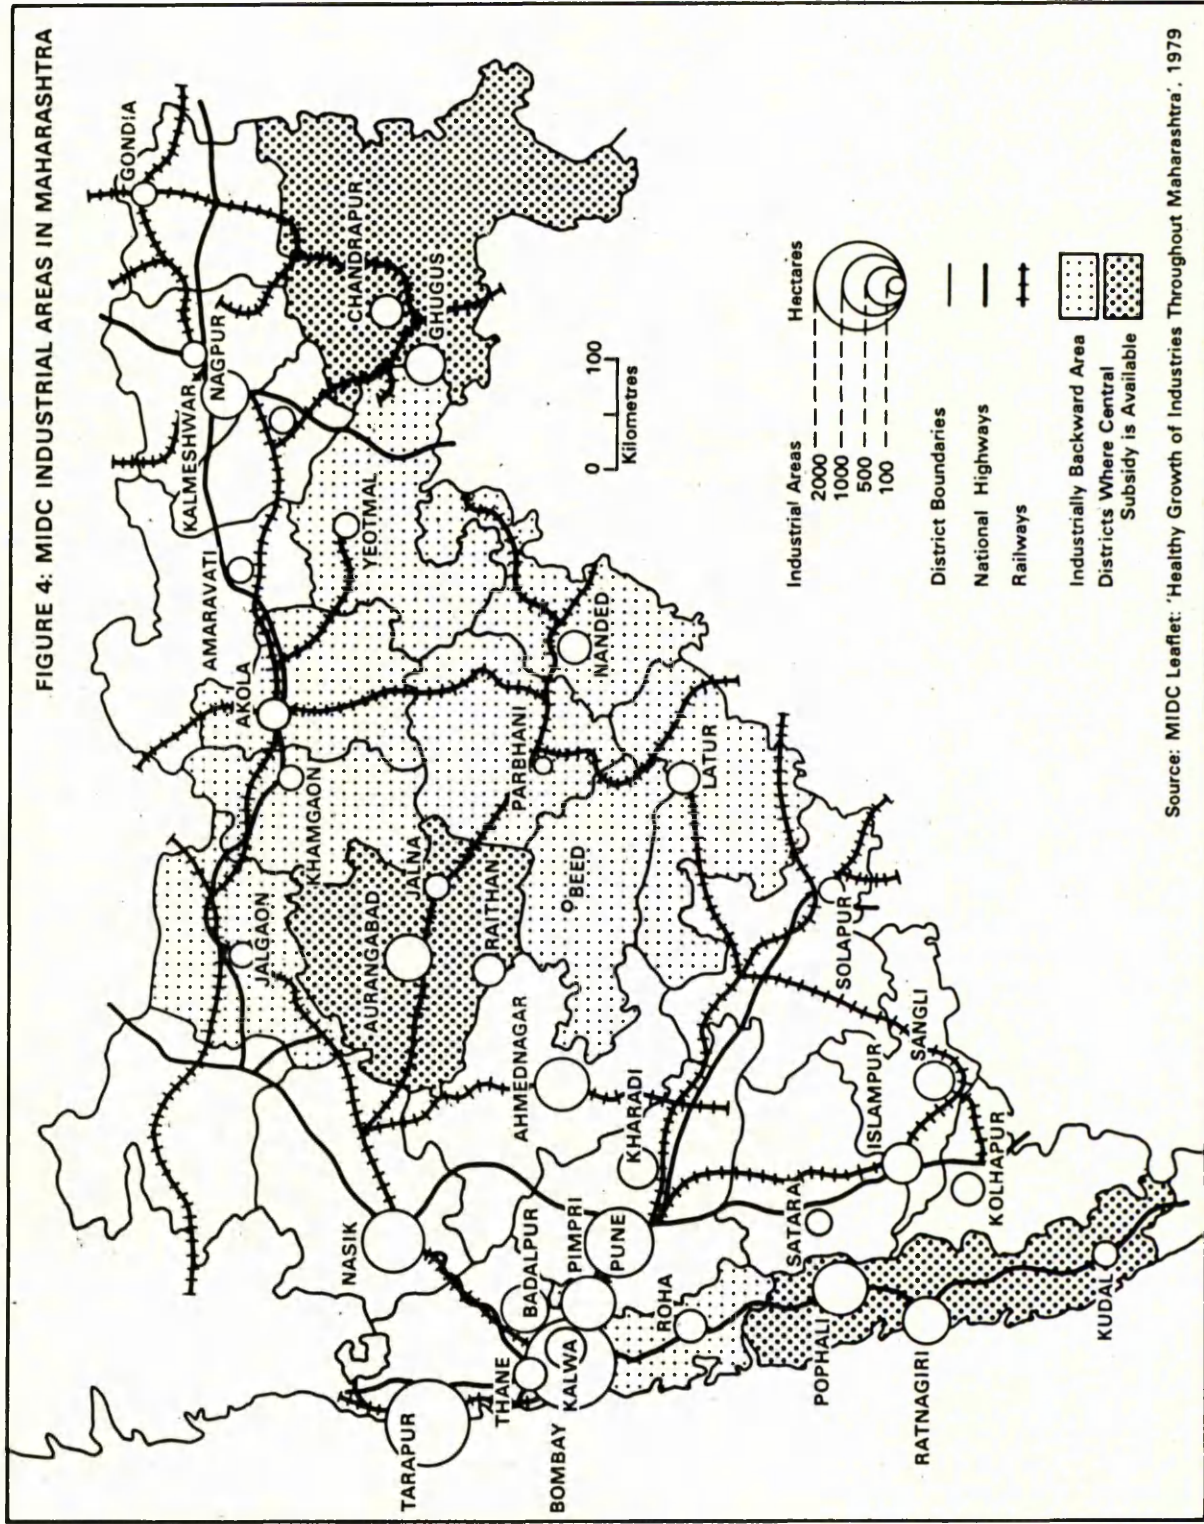 FIGURE 4: MIDC INDUSTRIAL AREAS IN MAHARASHTRA
GONDIA
KALMESHWAR
NAGPUR
AMARAVATI
AKOLA
YEOTMAL
CHANDRAPUR
GHUGUS
JALGAON
KHAMGAON
AURANGABAD
JALNA
RAITHAN
PARBHANI
NANDED
BEED
LATUR
NASIK
AHMEDNAGAR
KHARADI
TARAPUR
THANE
KALWA
BOMBAY
BADALPUR
PIMPRI
PUNE
ROHA
SATARA
SOLAPUR
ISLAMPUR
SANGLI
KOLHAPUR
POPHALI
RATNAGIRI
KUDAL
0 100
Kilometres
Industrial Areas Hectares
2000
1000
500
100
District Boundaries
National Highways
Railways
Industrially Backward Area
Districts Where Central
Subsidy is Available
Source: MIDC Leaflet: 'Healthy Growth of Industries Throughout Maharashtra'. 1979